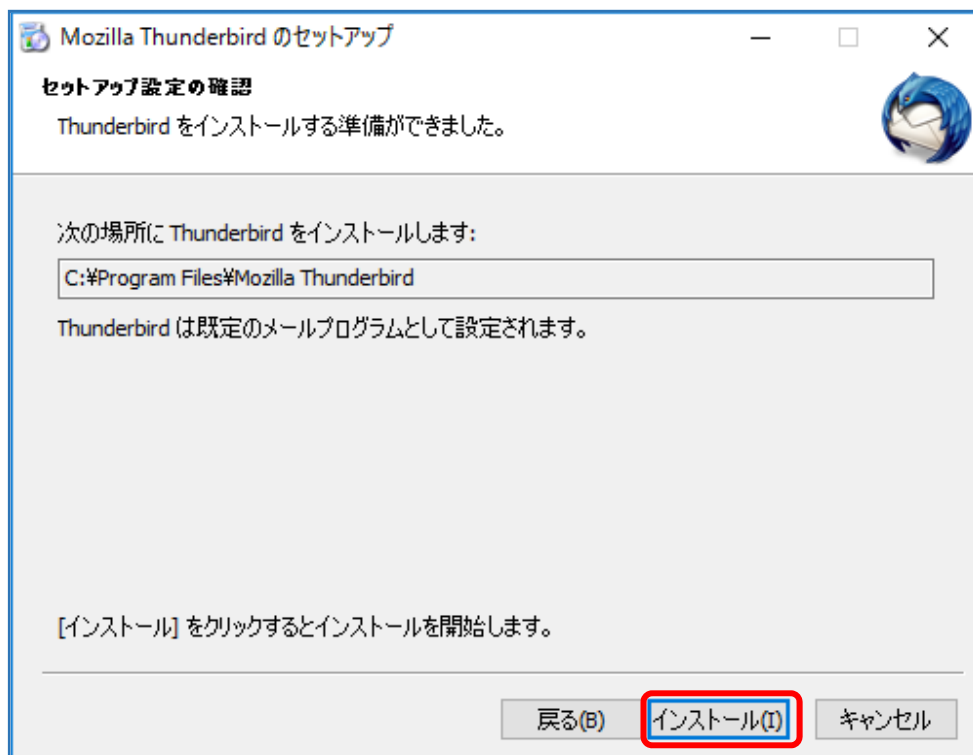 Mozilla Thunderbird のセットアップ
セットアップ設定の確認
Thunderbird をインストールする準備ができました。
次の場所に Thunderbird をインストールします:
C:¥Program Files¥Mozilla Thunderbird
Thunderbird は既定のメールプログラムとして設定されます。
[インストール] をクリックするとインストールを開始します。
戻る(B) インストール(I) キャンセル